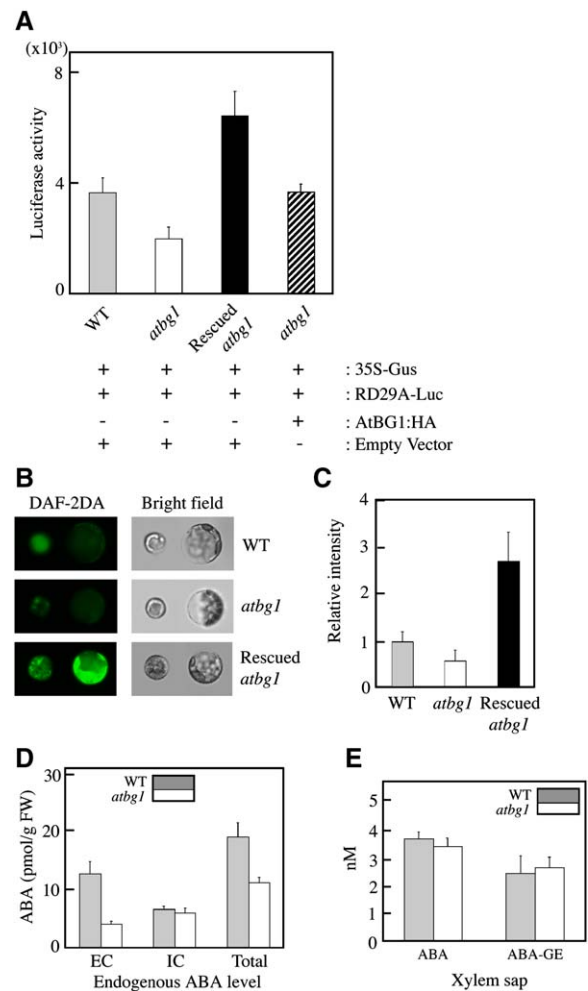 A
(x10³)
8
4
0
Luciferase activity
WT
atbg1
Rescued atbg1
atbg1
+ + + + : 35S-Gus
+ + + + : RD29A-Luc
- - - + : AtBG1:HA
+ + + - : Empty Vector
B
DAF-2DA Bright field
WT
atbg1
Rescued
atbg1
C
4
3
2
1
0
Relative intensity
WT atbg1 Rescued
atbg1
D
WT
atbg1
30
20
10
0
ABA (pmol/g FW)
EC IC Total
Endogenous ABA level
E
WT
atbg1
5
4
3
2
1
0
nM
ABA ABA-GE
Xylem sap